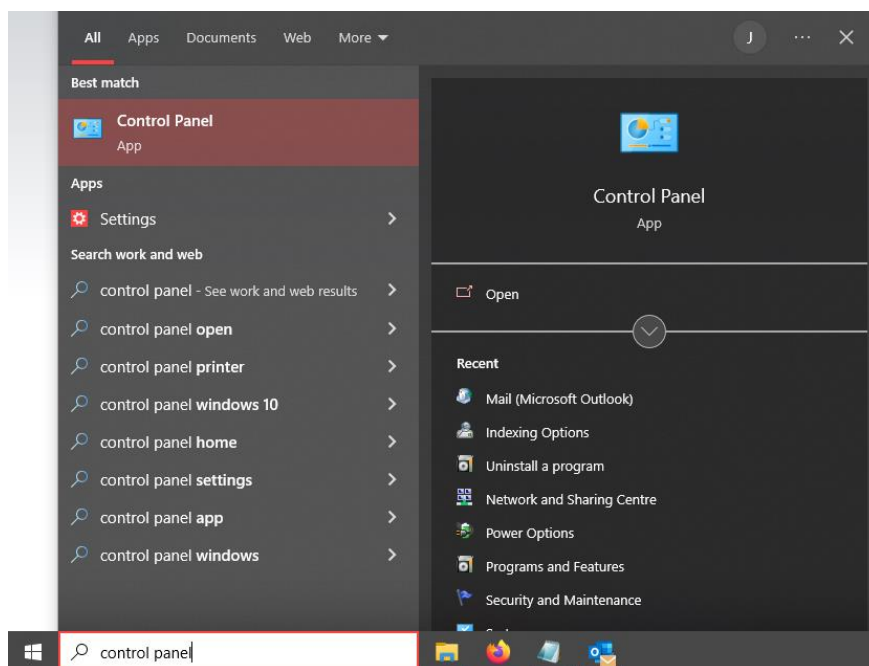 All Apps Documents Web More
J
Best match
Control Panel
App
Apps
Settings
Search work and web
control panel - See work and web results
control panel open
control panel printer
control panel windows 10
control panel home
control panel settings
control panel app
control panel windows
Control Panel
App
Open
Recent
Mail (Microsoft Outlook)
Indexing Options
Uninstall a program
Network and Sharing Centre
Power Options
Programs and Features
Security and Maintenance
control panel